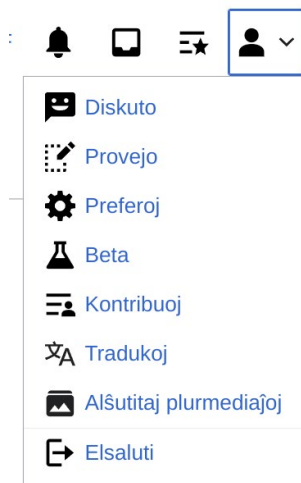 Diskuto
Provejo
Preferoj
Beta
Kontribuoj
Tradukoj
Alŝutitaj plurmediaĵoj
Elsaluti